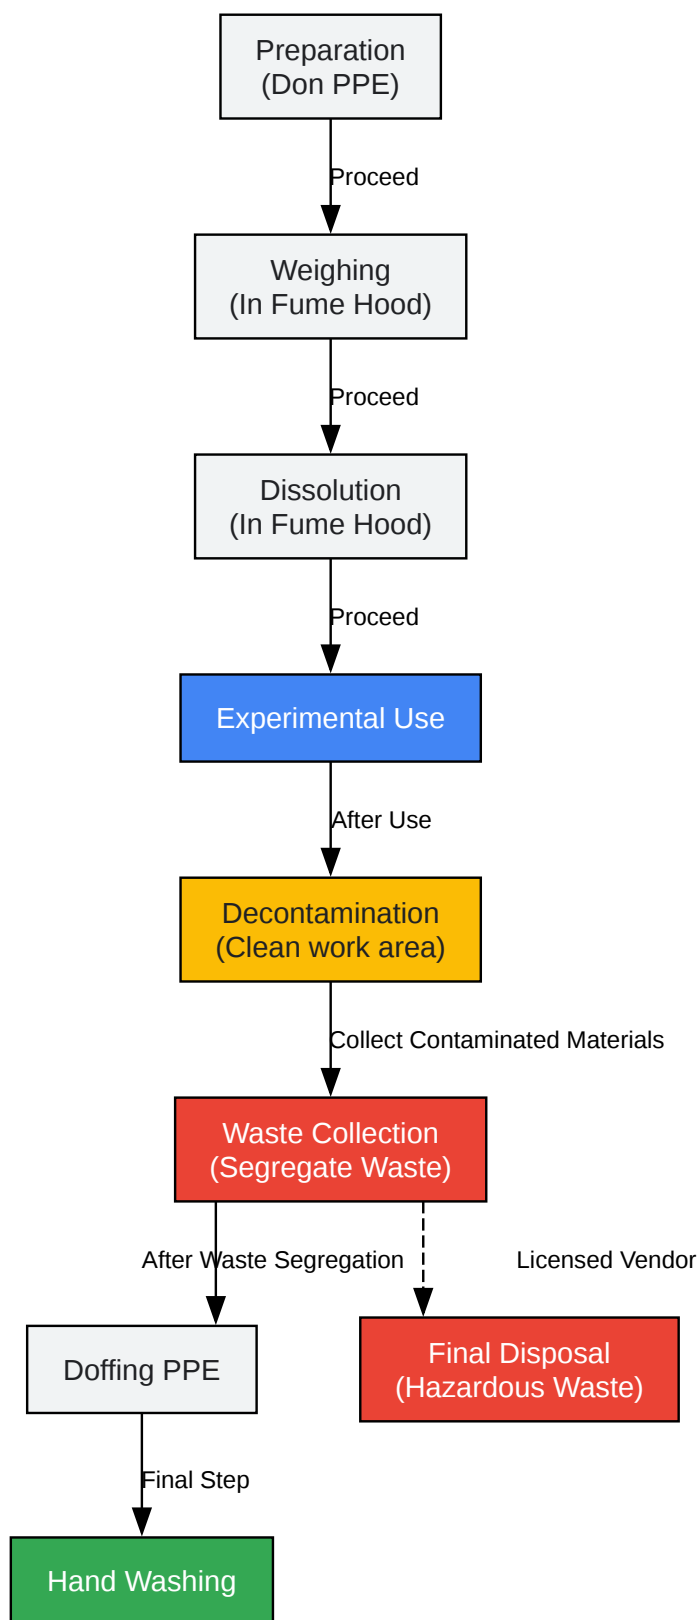 Preparation
(Don PPE)
Proceed
Weighing
(In Fume Hood)
Proceed
Dissolution
(In Fume Hood)
Proceed
Experimental Use
After Use
Decontamination
(Clean work area)
Collect Contaminated Materials
Waste Collection
(Segregate Waste)
After Waste Segregation
Licensed Vendor
Doffing PPE
Final Disposal
(Hazardous Waste)
Final Step
Hand Washing